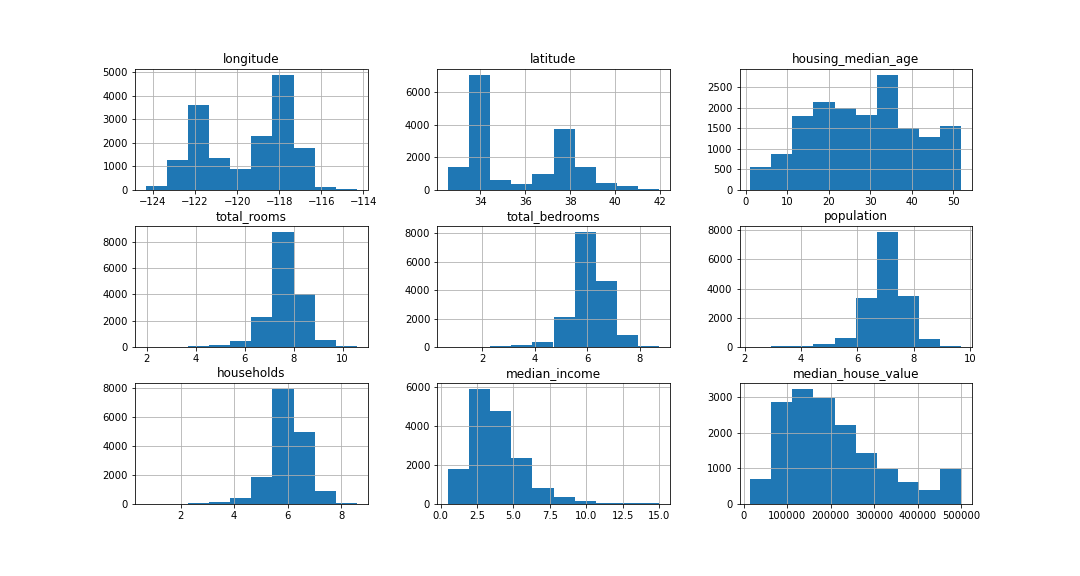 longitude
5000
4000
3000
2000
1000
0
−124 −122 −120 −118 −116 −114
latitude
6000
4000
2000
0
34 36 38 40 42
housing_median_age
2500
2000
1500
1000
500
0
0 10 20 30 40 50
total_rooms
8000
6000
4000
2000
0
2 4 6 8 10
total_bedrooms
8000
6000
4000
2000
0
2 4 6 8
population
8000
6000
4000
2000
0
2 4 6 8 10
households
8000
6000
4000
2000
0
2 4 6 8
median_income
6000
4000
2000
0
0.0 2.5 5.0 7.5 10.0 12.5 15.0
median_house_value
3000
2000
1000
0
0 100000 200000 300000 400000 500000